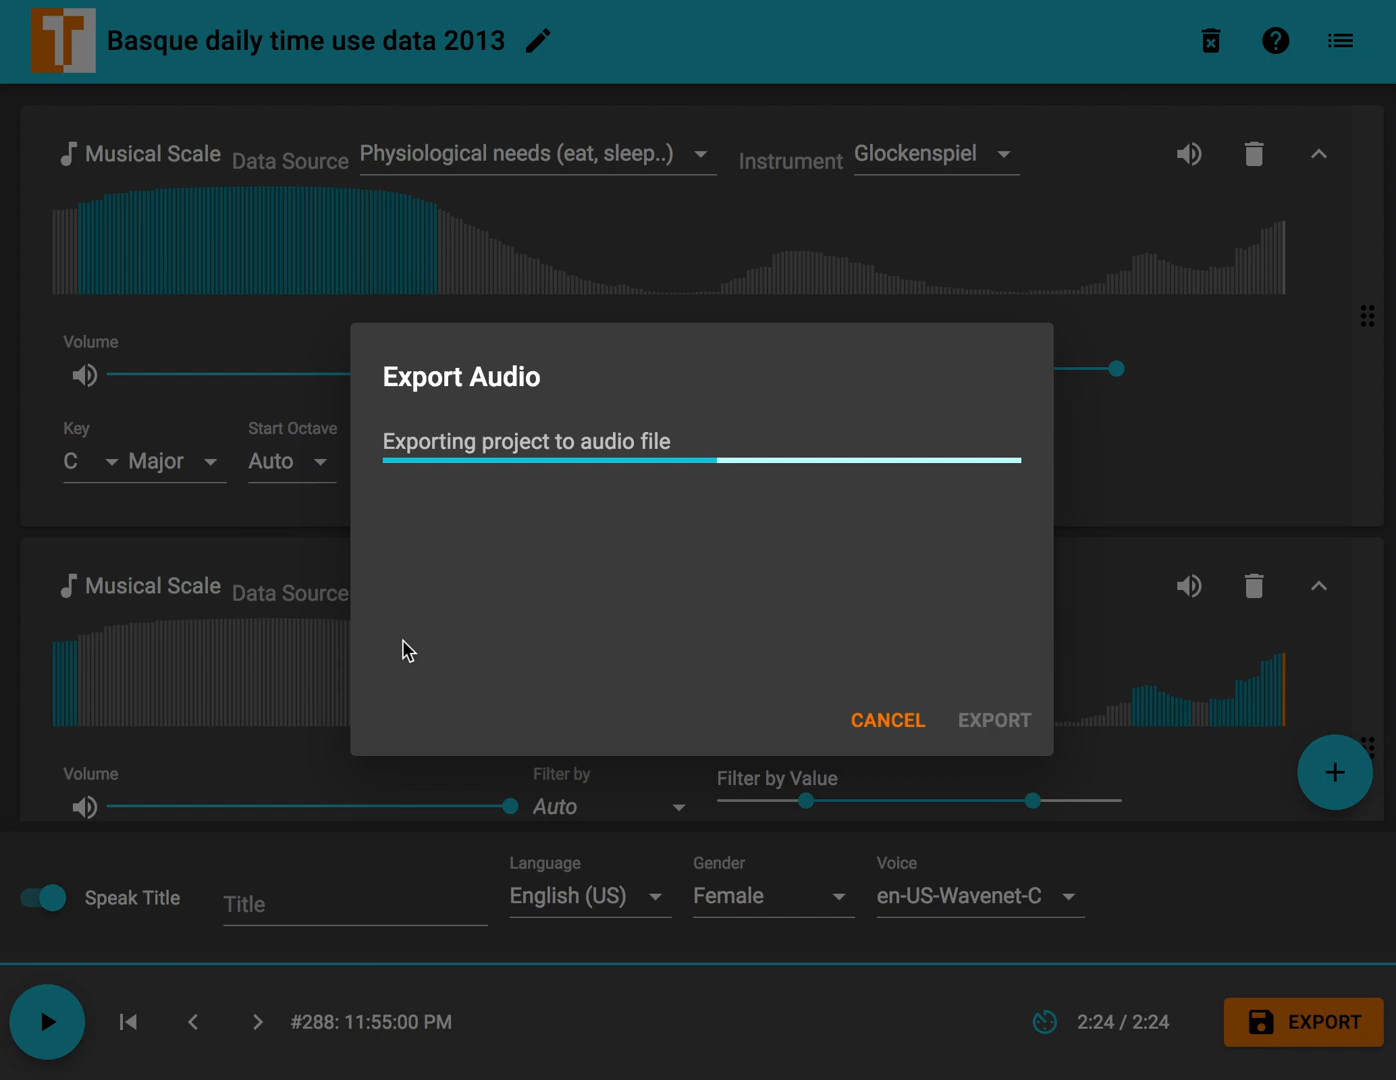 T Basque daily time use data 2013
Musical Scale Data Source Physiological needs (eat, sleep..) Instrument Glockenspiel
Volume
Key Start Octave
C Major Auto
Export Audio
Exporting project to audio file
CANCEL EXPORT
Musical Scale Data Source
Volume Filter by Filter by Value
Auto
Language Gender Voice
Speak Title Title English (US) Female en-US-Wavenet-C
#288: 11:55:00 PM 2:24 / 2:24 EXPORT